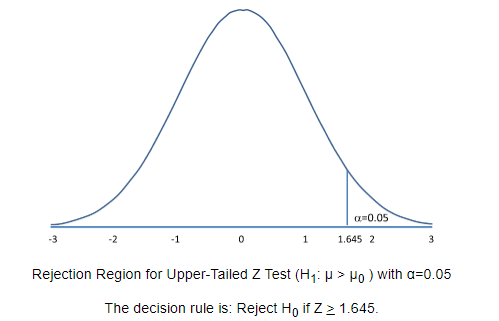 α=0.05
-3 -2 -1 0 1 1.645 2 3
Rejection Region for Upper-Tailed Z Test (H₁: μ > μ₀ ) with α=0.05
The decision rule is: Reject H₀ if Z ≥ 1.645.